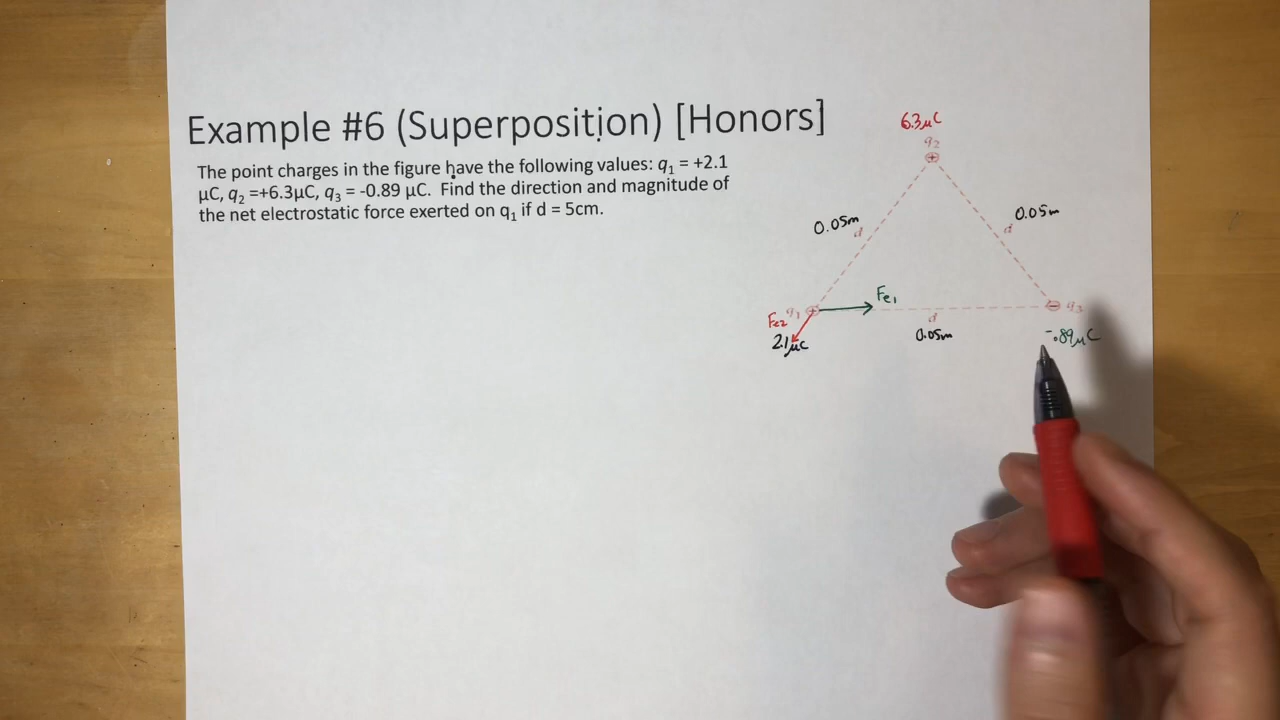 Example #6 (Superposition) [Honors]
The point charges in the figure have the following values: q₁ = +2.1
μC, q₂ =+6.3μC, q₃ = -0.89 μC. Find the direction and magnitude of
the net electrostatic force exerted on q₁ if d = 5cm.
6.3μC
q₂
0.05m
d
0.05m
d
Fe₁
Fe₂
q₁
q₃
2.1μC
d
0.05m
-.89μC